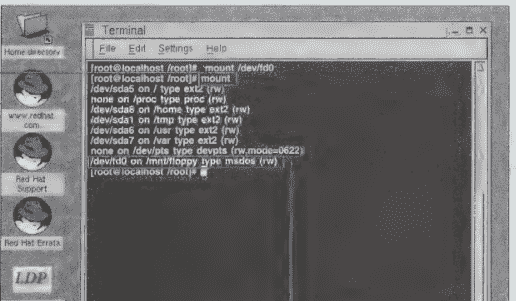 Terminal
File Edit Settings Help
Home directory
[root@localhost /root]# mount /dev/fd0
[root@localhost /root]# mount
/dev/sda5 on / type ext2 (rw)
none on /proc type proc (rw)
/dev/sda8 on /home type ext2 (rw)
/dev/sda1 on /tmp type ext2 (rw)
/dev/sda6 on /usr type ext2 (rw)
/dev/sda7 on /var type ext2 (rw)
none on /dev/pts type devpts (rw,mode=0622)
/dev/fd0 on /mnt/floppy type msdos (rw)
[root@localhost /root]#
www.redhat
com
Red Hat
Support
Red Hat Errata
LDP